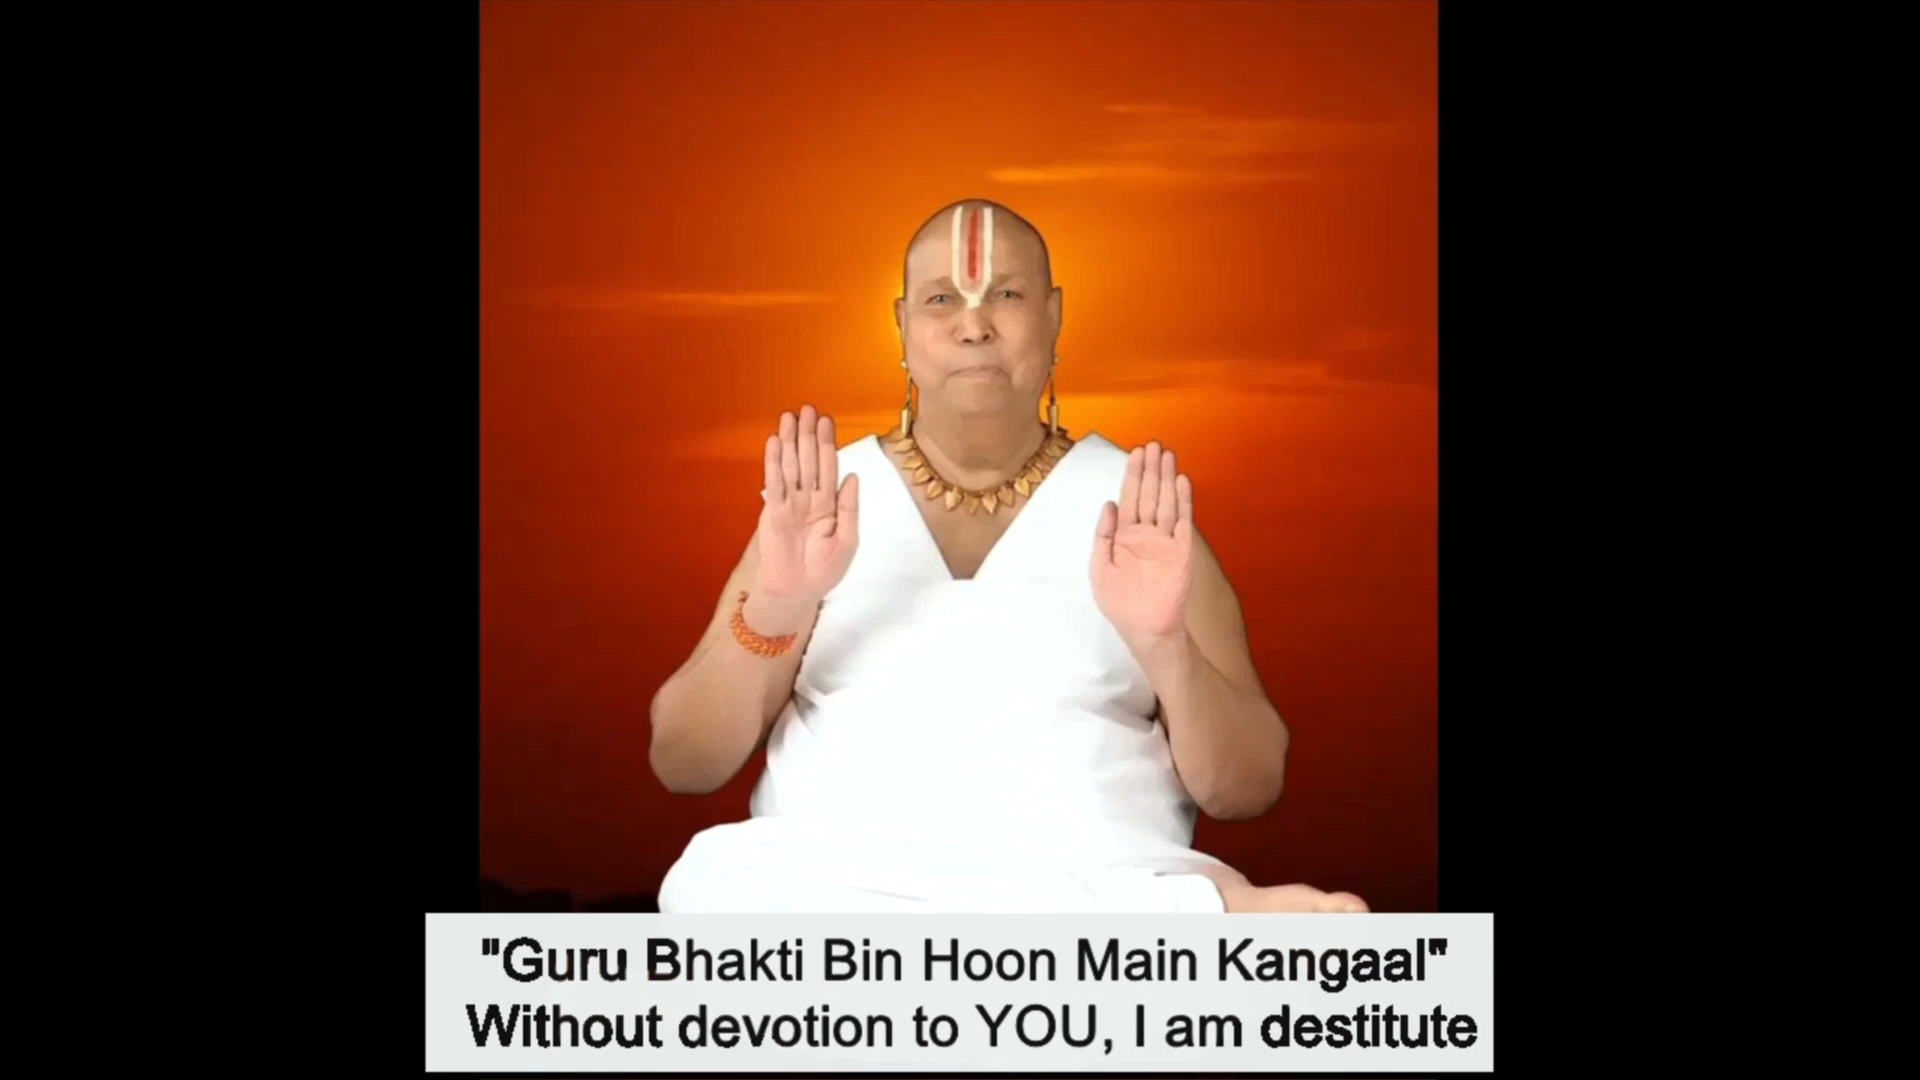 "Guru Bhakti Bin Hoon Main Kangaal"
Without devotion to YOU, I am destitute